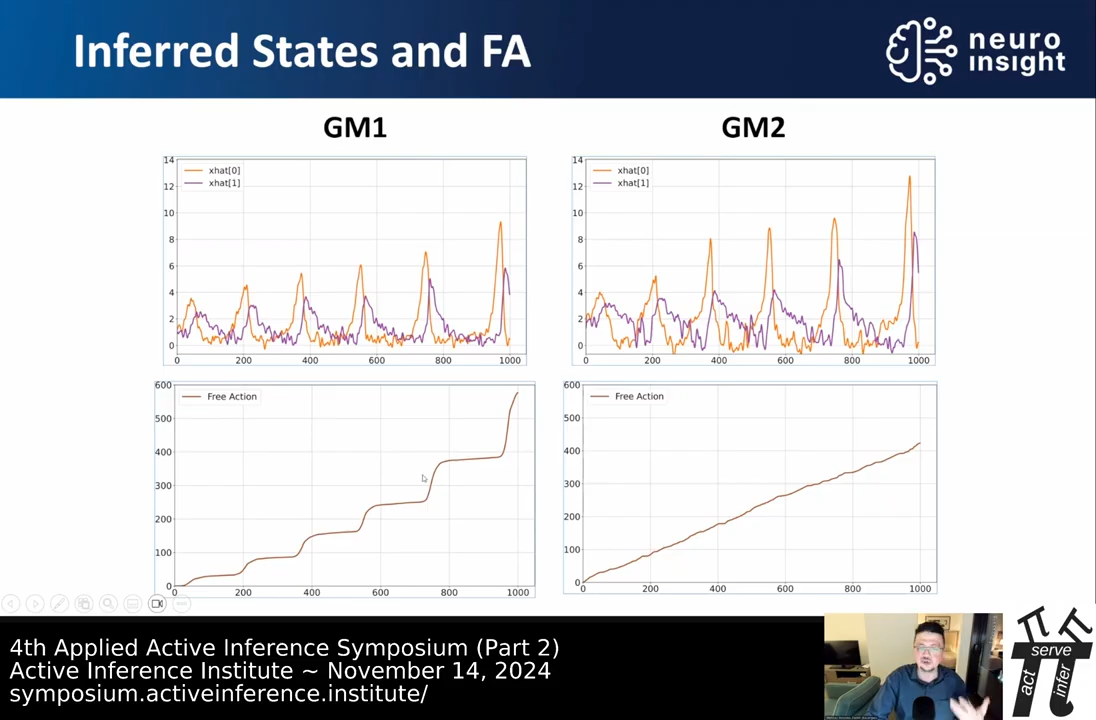 Inferred States and FA
neuro
insight
GM1
GM2
14
12
10
8
6
4
2
0
xhat[0]
xhat[1]
0 200 400 600 800 1000
14
12
10
8
6
4
2
0
xhat[0]
xhat[1]
0 200 400 600 800 1000
600
500
400
300
200
100
0
Free Action
0 200 400 600 800 1000
600
500
400
300
200
100
0
Free Action
0 200 400 600 800 1000
4th Applied Active Inference Symposium (Part 2)
Active Inference Institute ~ November 14, 2024
symposium.activeinference.institute/
serve
act
infer